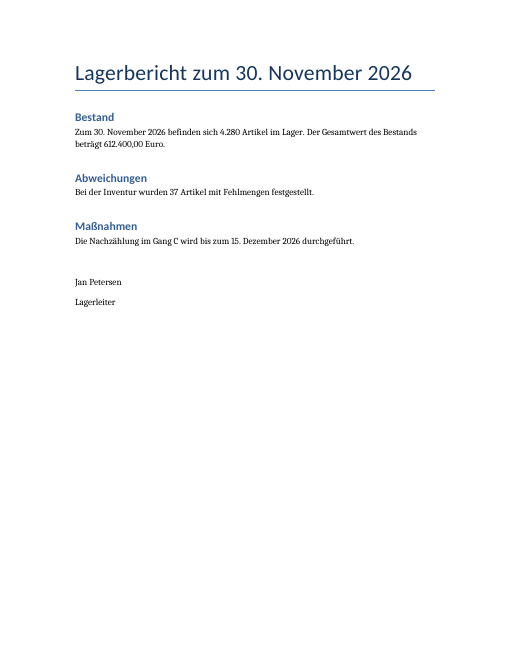 Lagerbericht zum 30. November 2026
Bestand
Zum 30. November 2026 befinden sich 4.280 Artikel im Lager. Der Gesamtwert des Bestands
beträgt 612.400,00 Euro.
Abweichungen
Bei der Inventur wurden 37 Artikel mit Fehlmengen festgestellt.
Maßnahmen
Die Nachzählung im Gang C wird bis zum 15. Dezember 2026 durchgeführt.
Jan Petersen
Lagerleiter